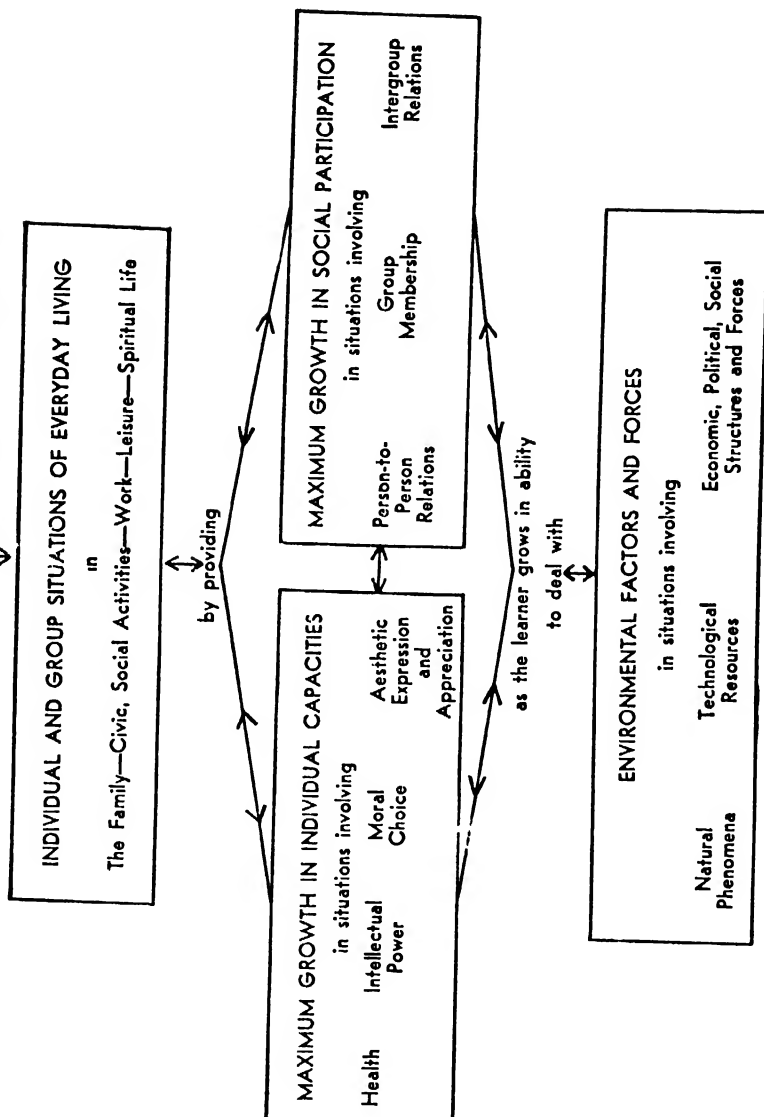 INDIVIDUAL AND GROUP SITUATIONS OF EVERYDAY LIVING
in
The Family—Civic, Social Activities—Work—Leisure—Spiritual Life
by providing
MAXIMUM GROWTH IN INDIVIDUAL CAPACITIES
in situations involving
Health
Intellectual
Power
Moral
Choice
Aesthetic
Expression
and
Appreciation
MAXIMUM GROWTH IN SOCIAL PARTICIPATION
in situations involving
Person-to-
Person
Relations
Group
Membership
Intergroup
Relations
as the learner grows in ability
to deal with
ENVIRONMENTAL FACTORS AND FORCES
in situations involving
Natural
Phenomena
Technological
Resources
Economic, Political, Social
Structures and Forces